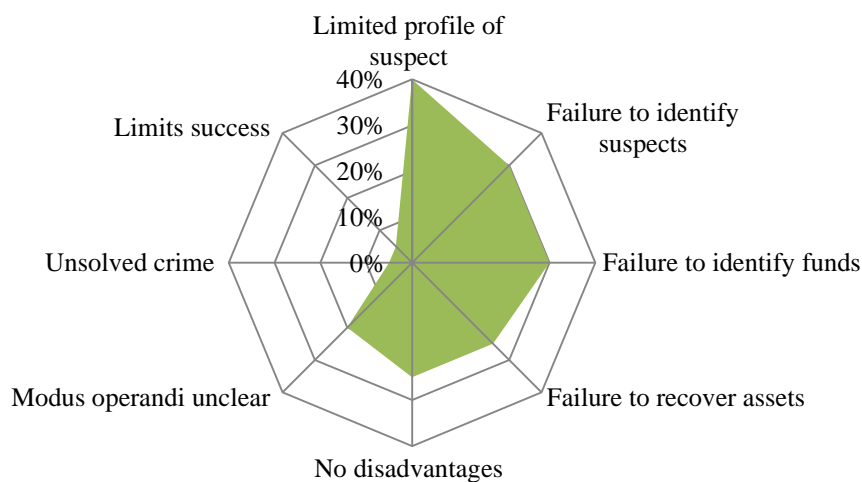 Limited profile of
suspect
40%
Failure to identify
suspects
30%
Limits success
20%
10%
Unsolved crime
0%
Failure to identify funds
Modus operandi unclear
Failure to recover assets
No disadvantages